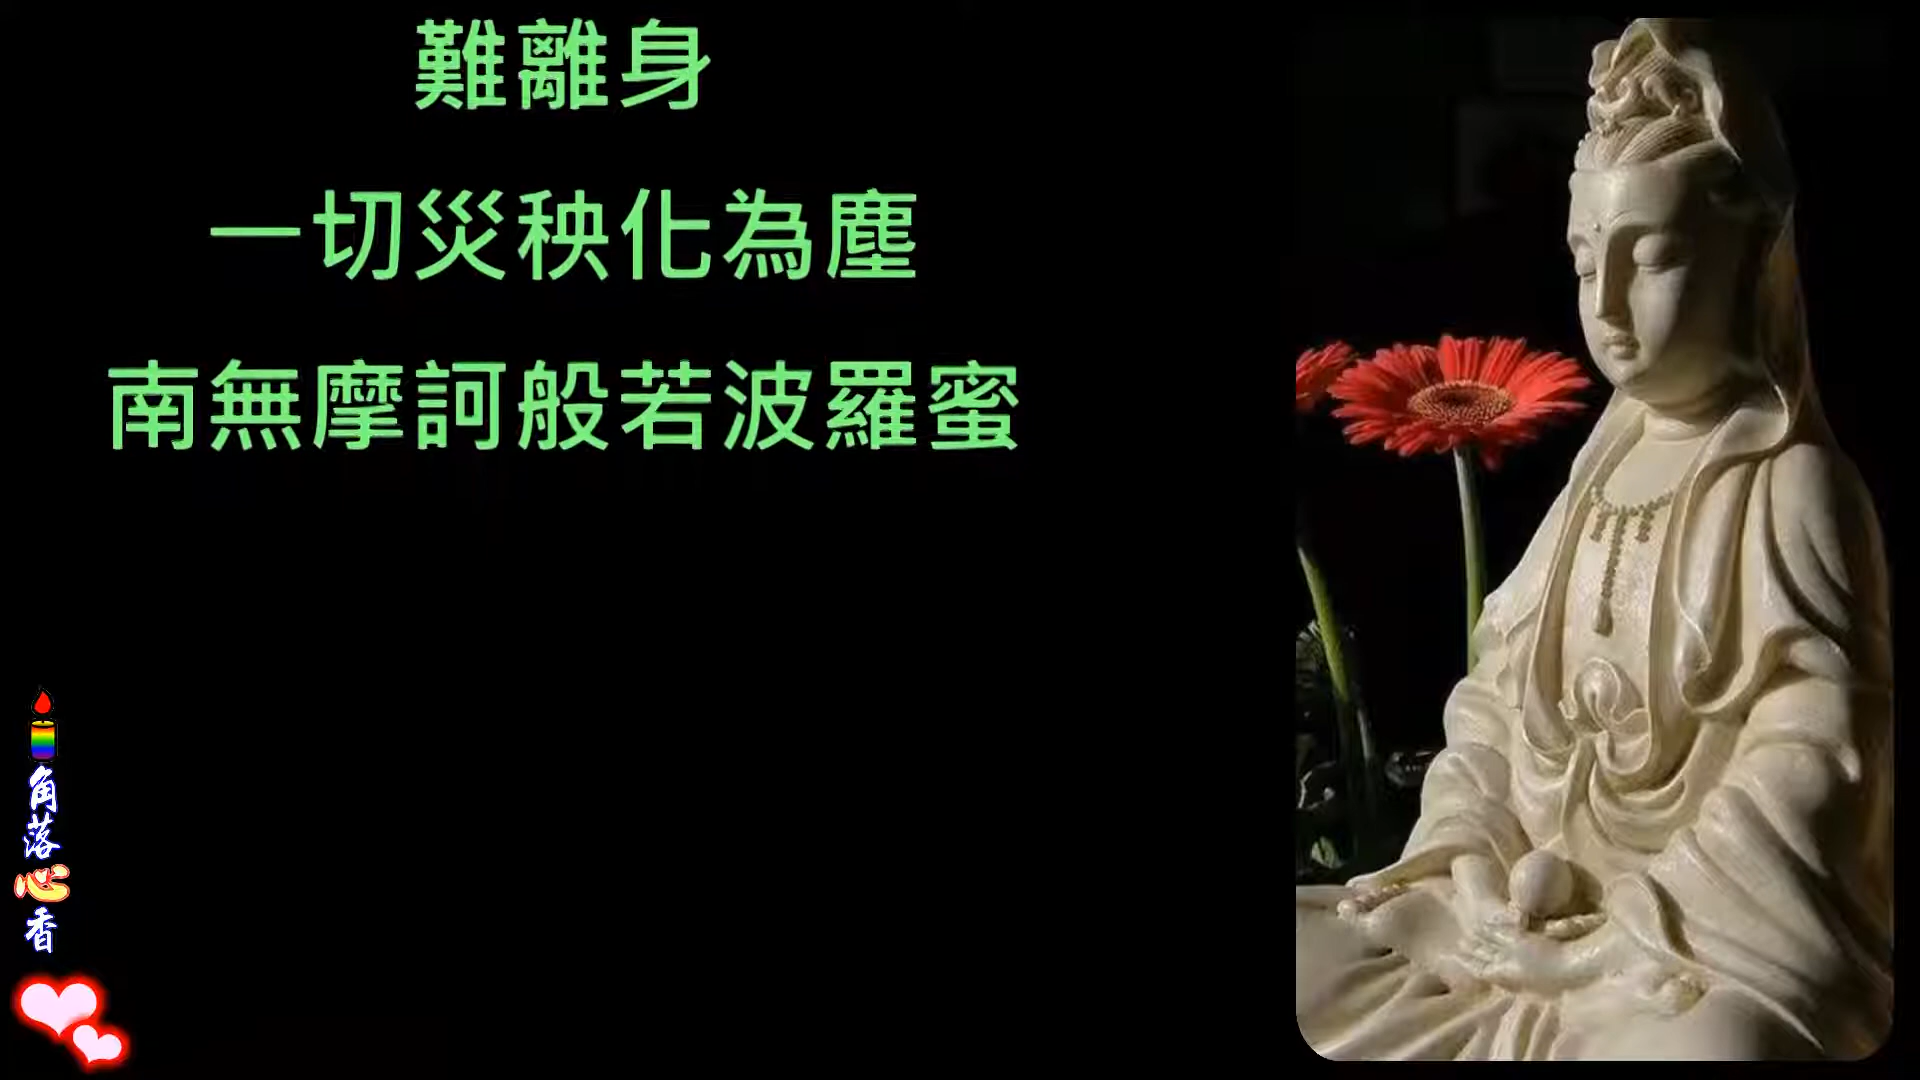 難離身
一切災秧化為塵
南無摩訶般若波羅蜜
角落心香